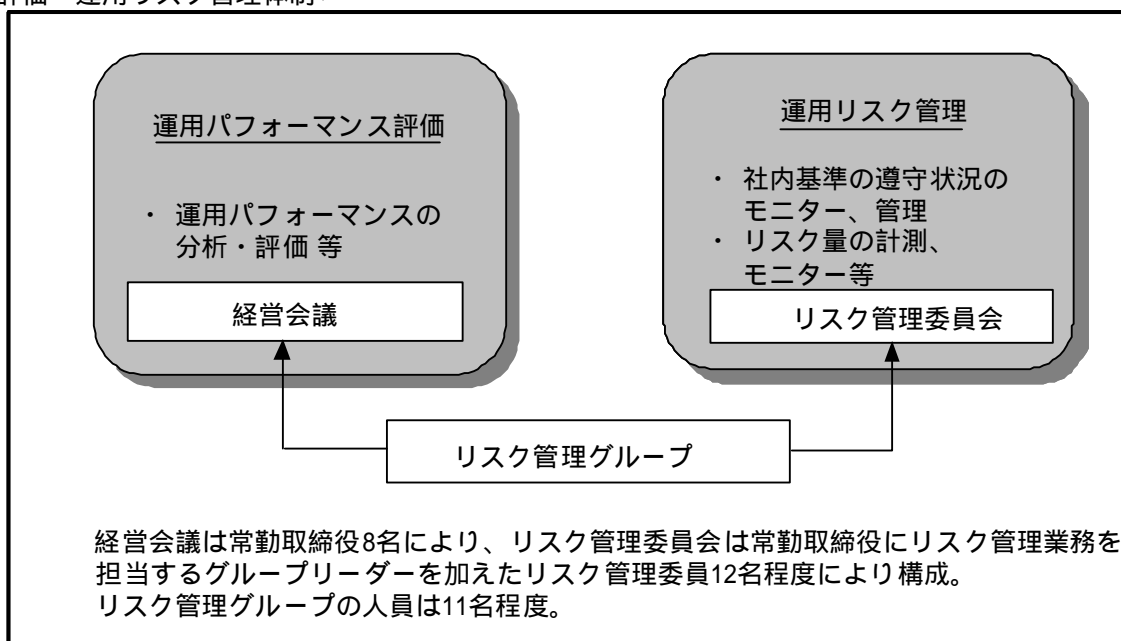 運用パフォーマンス評価
・ 運用パフォーマンスの
分析・評価 等
経営会議
運用リスク管理
・ 社内基準の遵守状況の
モニター、管理
・ リスク量の計測、
モニター等
リスク管理委員会
リスク管理グループ
経営会議は常勤取締役8名により、リスク管理委員会は常勤取締役にリスク管理業務を
担当するグループリーダーを加えたリスク管理委員12名程度により構成。
リスク管理グループの人員は11名程度。